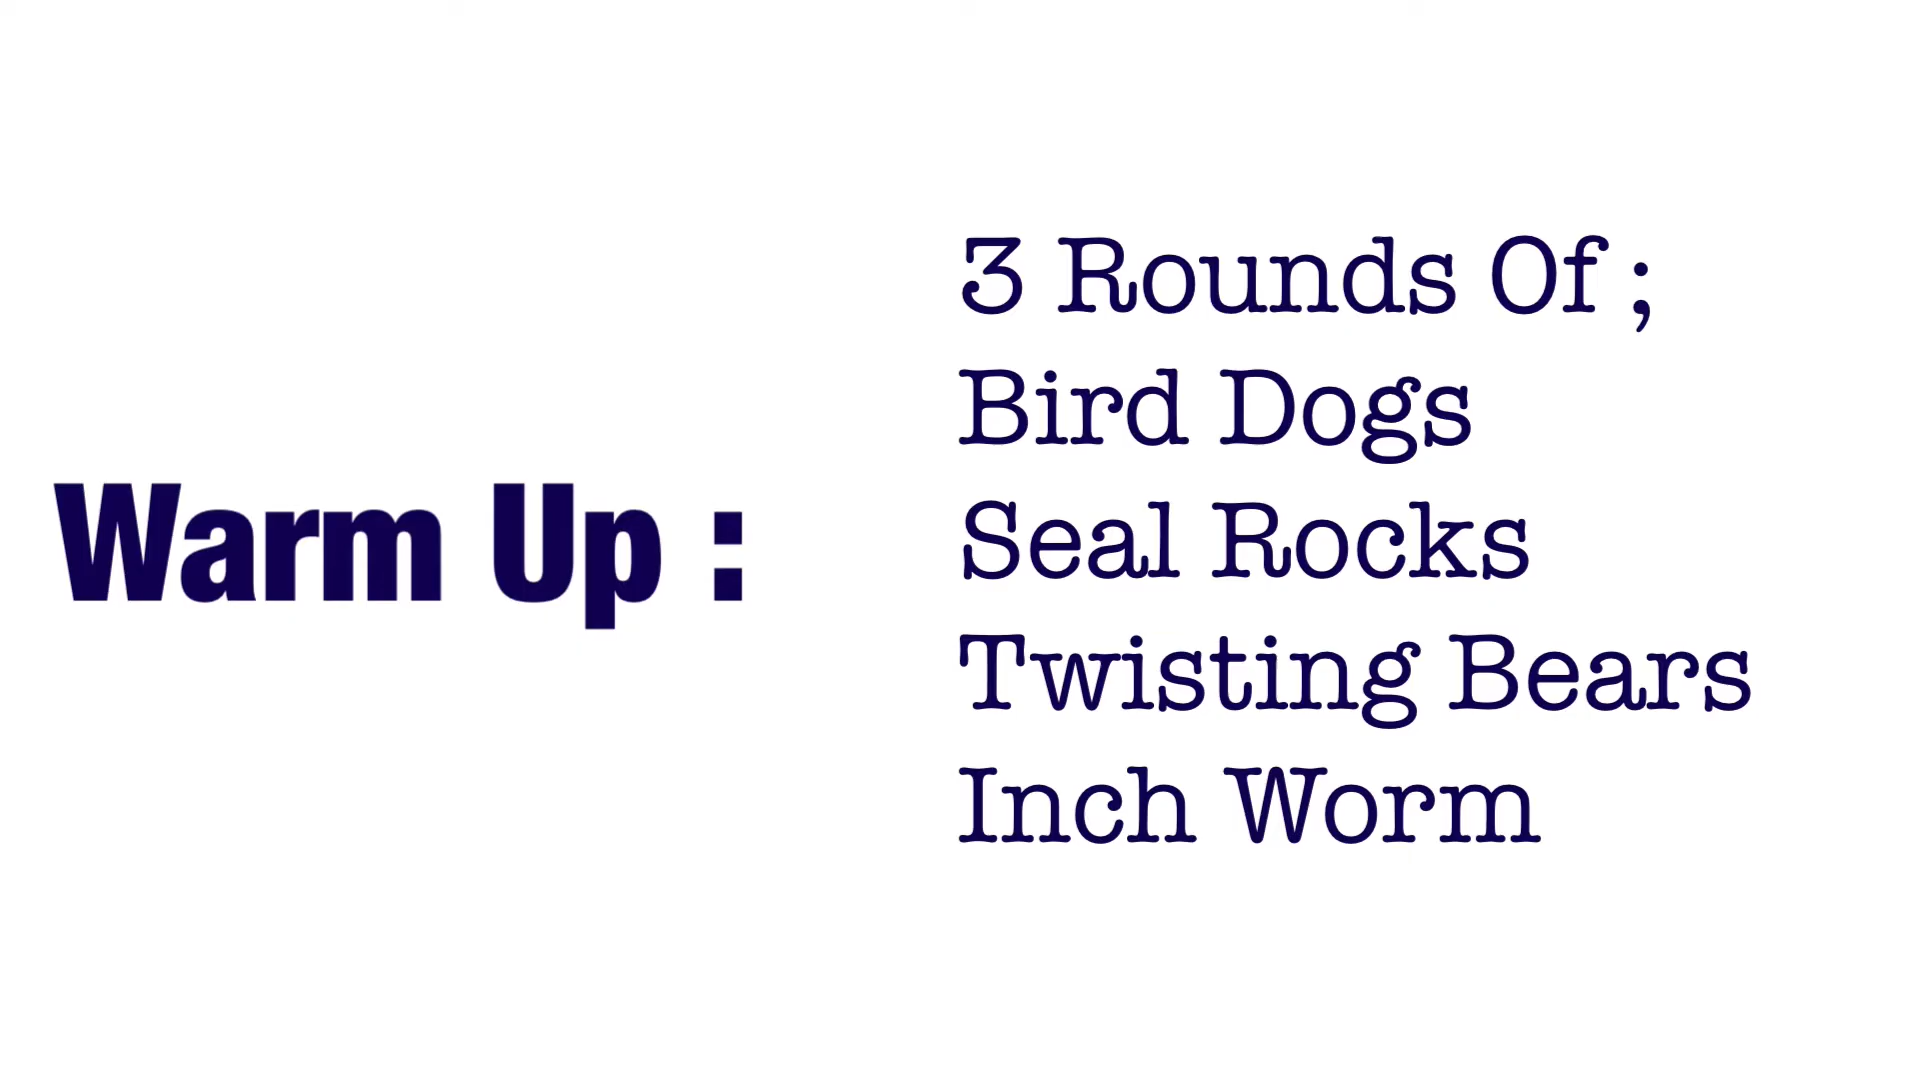 Warm Up :
3 Rounds Of ;
Bird Dogs
Seal Rocks
Twisting Bears
Inch Worm